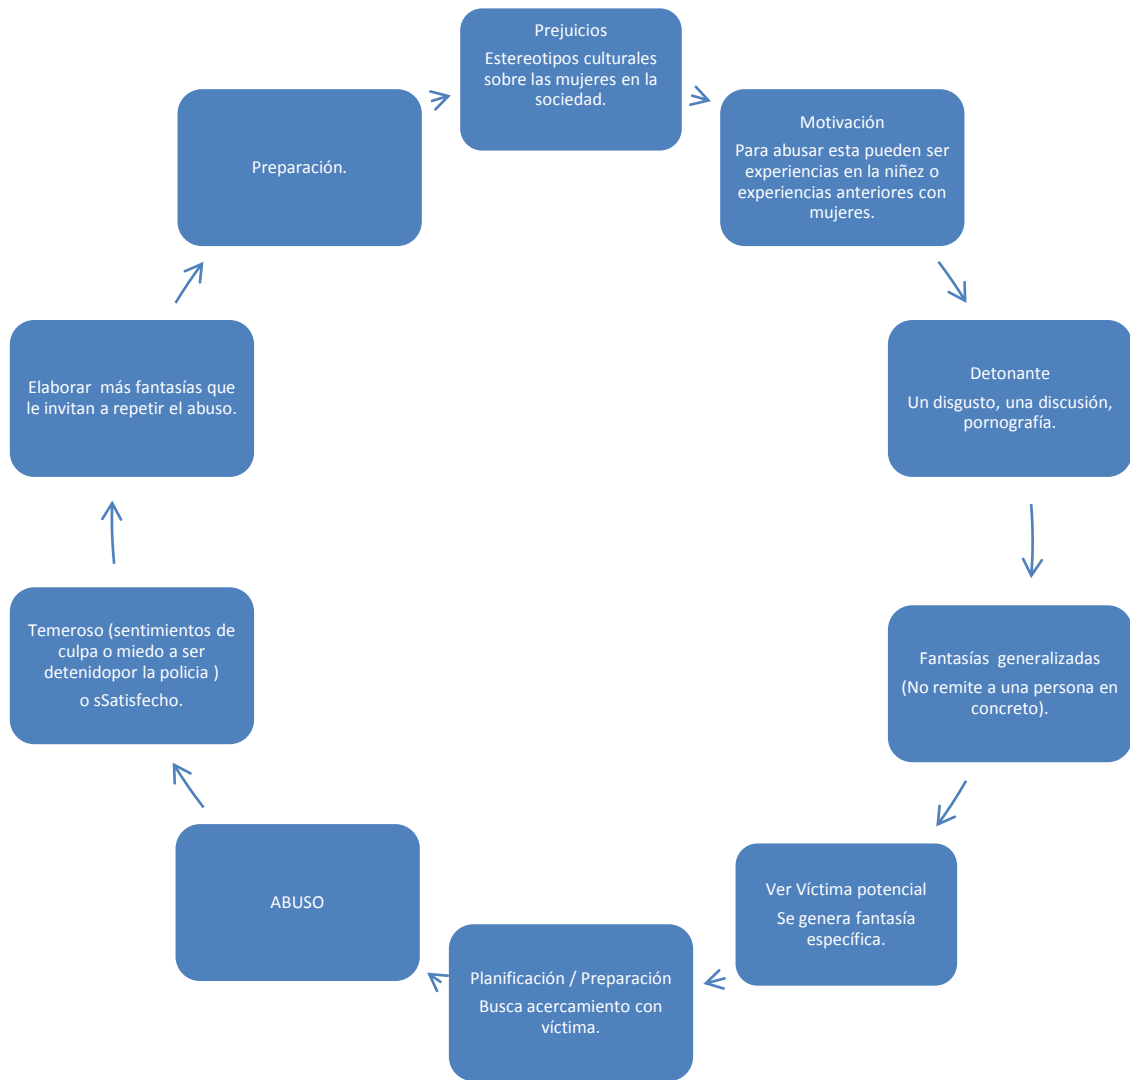 Prejuicios
Estereotipos culturales
sobre las mujeres en la
sociedad.
Motivación
Para abusar esta pueden ser
experiencias en la niñez o
experiencias anteriores con
mujeres.
Detonante
Un disgusto, una discusión,
pornografía.
Fantasías  generalizadas
(No remite a una persona en
concreto).
Ver Víctima potencial
Se genera fantasía
específica.
Planificación / Preparación
Busca acercamiento con
víctima.
ABUSO
Temeroso (sentimientos de
culpa o miedo a ser
detenidopor la policia )
o sSatisfecho.
Elaborar  más fantasías que
le invitan a repetir el abuso.
Preparación.